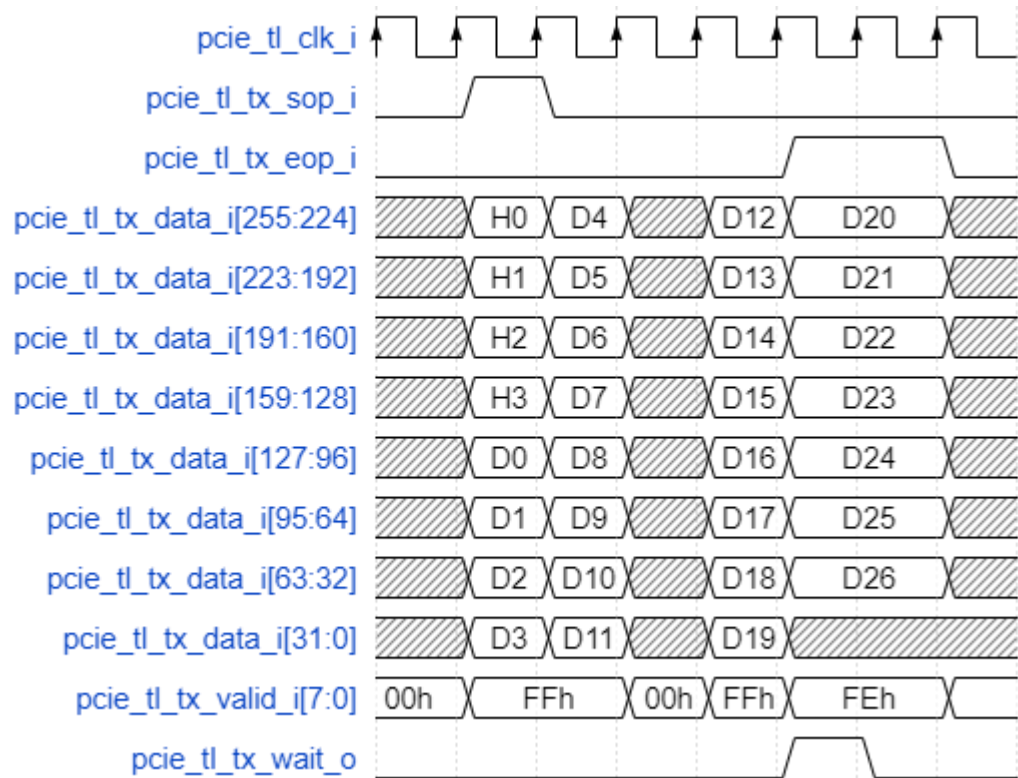 pcie_tl_clk_i
pcie_tl_tx_sop_i
pcie_tl_tx_eop_i
pcie_tl_tx_data_i[255:224] H0 D4 D12 D20
pcie_tl_tx_data_i[223:192] H1 D5 D13 D21
pcie_tl_tx_data_i[191:160] H2 D6 D14 D22
pcie_tl_tx_data_i[159:128] H3 D7 D15 D23
pcie_tl_tx_data_i[127:96] D0 D8 D16 D24
pcie_tl_tx_data_i[95:64] D1 D9 D17 D25
pcie_tl_tx_data_i[63:32] D2 D10 D18 D26
pcie_tl_tx_data_i[31:0] D3 D11 D19
pcie_tl_tx_valid_i[7:0] 00h FFh 00h FFh FEh
pcie_tl_tx_wait_o